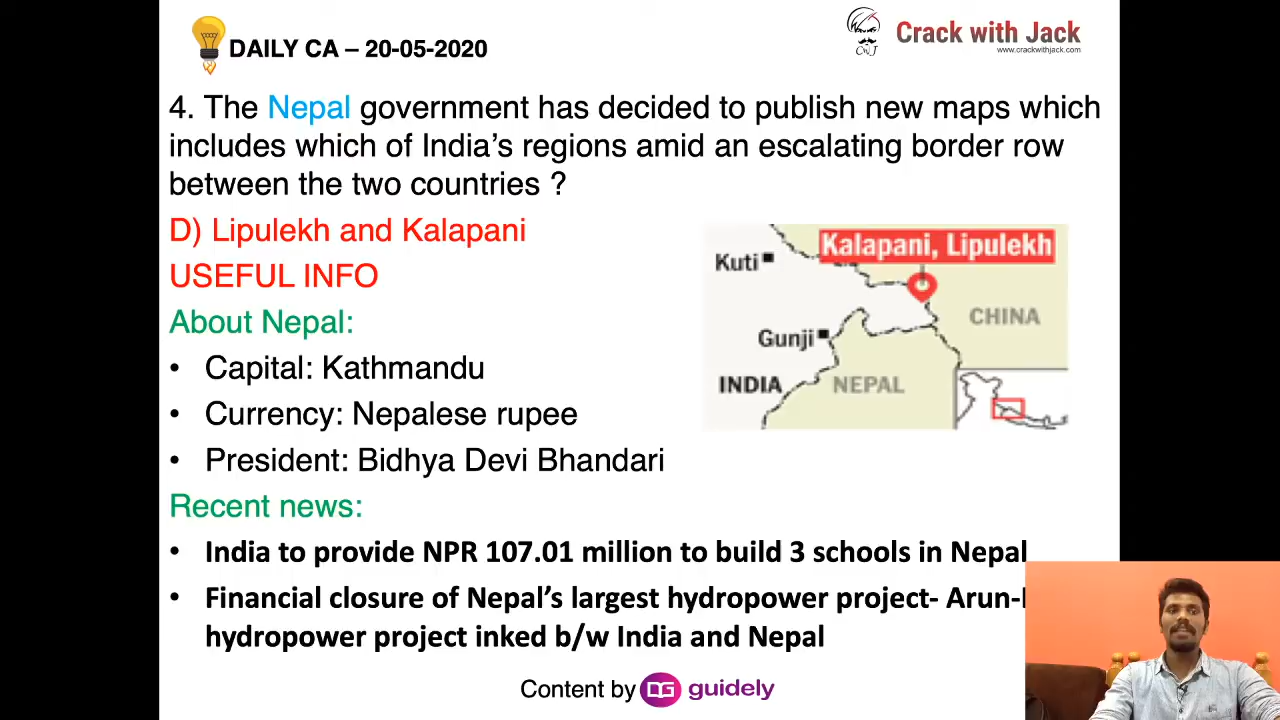 DAILY CA – 20-05-2020
Crack with Jack
www.crackwithjack.com
CWJ
4. The Nepal government has decided to publish new maps which
includes which of India’s regions amid an escalating border row
between the two countries ?
D) Lipulekh and Kalapani
USEFUL INFO
About Nepal:
• Capital: Kathmandu
• Currency: Nepalese rupee
• President: Bidhya Devi Bhandari
Kalapani, Lipulekh
Kuti
CHINA
Gunji
INDIA
NEPAL
Recent news:
• India to provide NPR 107.01 million to build 3 schools in Nepal
• Financial closure of Nepal’s largest hydropower project- Arun-
hydropower project inked b/w India and Nepal
Content by DG guidely